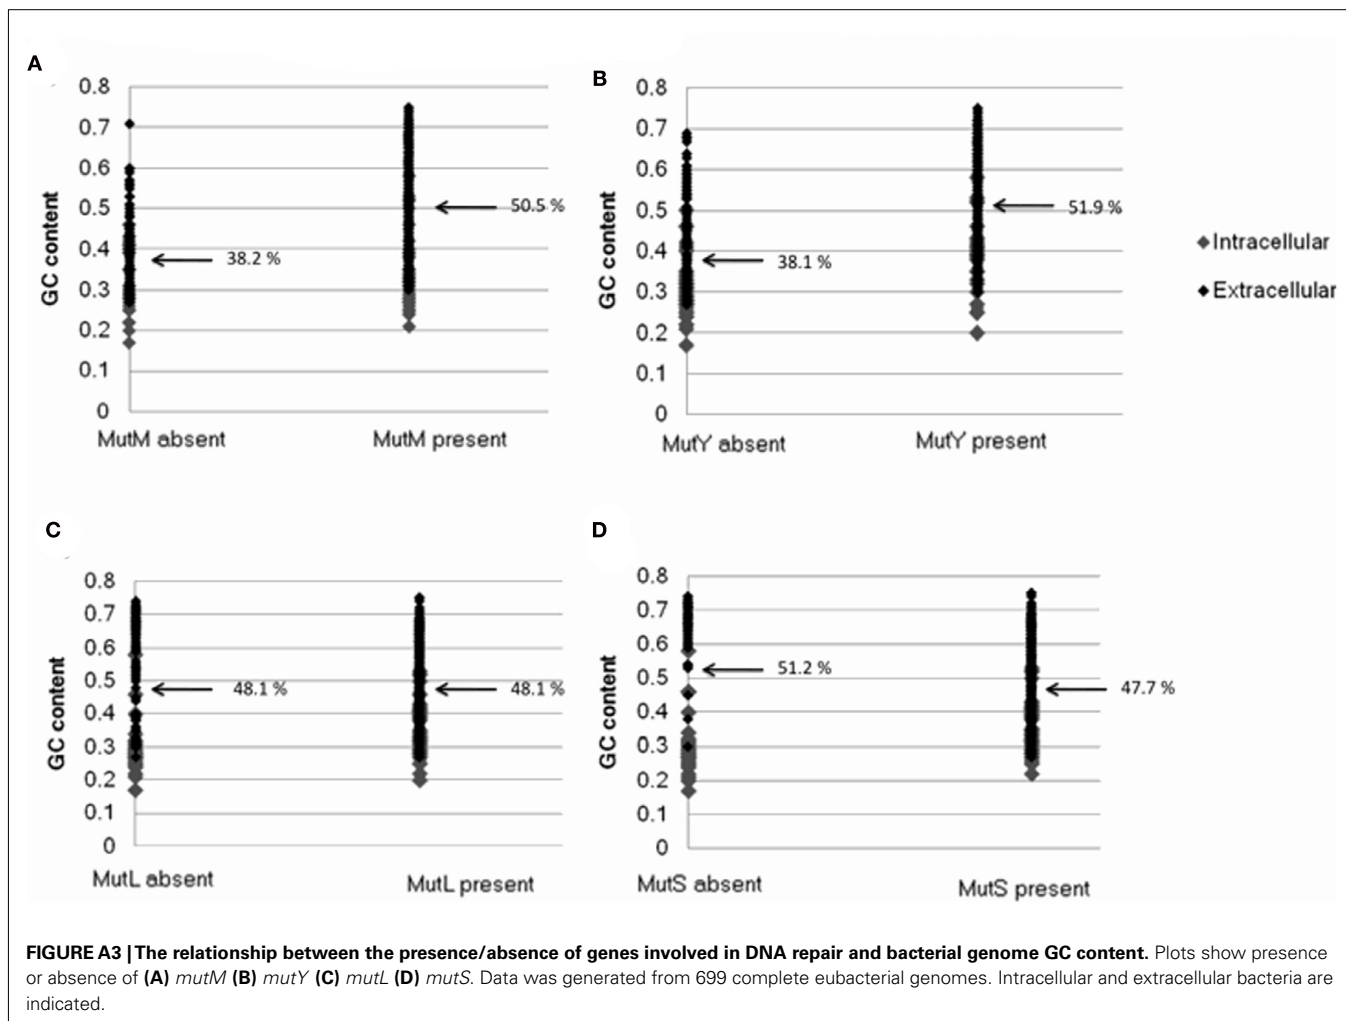 A
0.8
0.7
0.6
0.5
0.4
0.3
0.2
0.1
0
GC content
38.2 %
50.5 %
MutM absent
MutM present
B
0.8
0.7
0.6
0.5
0.4
0.3
0.2
0.1
0
GC content
38.1 %
51.9 %
MutY absent
MutY present
Intracellular
Extracellular
C
0.8
0.7
0.6
0.5
0.4
0.3
0.2
0.1
0
GC content
48.1 %
48.1 %
MutL absent
MutL present
D
0.8
0.7
0.6
0.5
0.4
0.3
0.2
0.1
0
GC content
51.2 %
47.7 %
MutS absent
MutS present
FIGURE A3 | The relationship between the presence/absence of genes involved in DNA repair and bacterial genome GC content. Plots show presence
or absence of (A) mutM (B) mutY (C) mutL (D) mutS. Data was generated from 699 complete eubacterial genomes. Intracellular and extracellular bacteria are
indicated.